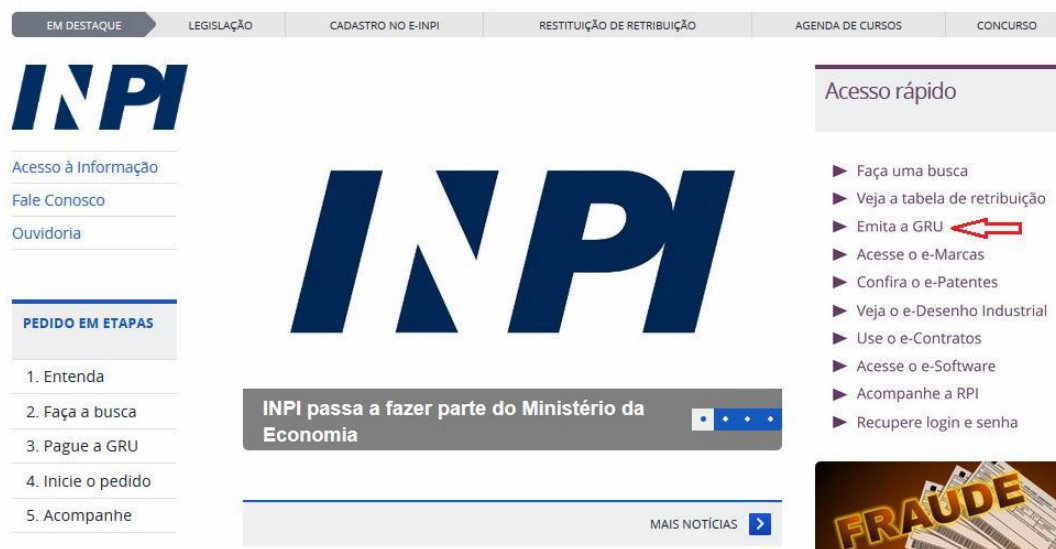 EM DESTAQUE
LEGISLAÇÃO
CADASTRO NO E-INPI
RESTITUIÇÃO DE RETRIBUIÇÃO
AGENDA DE CURSOS
CONCURSO
INPI
Acesso à Informação
Fale Conosco
Ouvidoria
PEDIDO EM ETAPAS
1. Entenda
2. Faça a busca
3. Pague a GRU
4. Inicie o pedido
5. Acompanhe
INPI
INPI passa a fazer parte do Ministério da
Economia
MAIS NOTÍCIAS
Acesso rápido
Faça uma busca
Veja a tabela de retribuição
Emita a GRU
Acesse o e-Marcas
Confira o e-Patentes
Veja o e-Desenho Industrial
Use o e-Contratos
Acesse o e-Software
Acompanhe a RPI
Recupere login e senha
FRAUDE